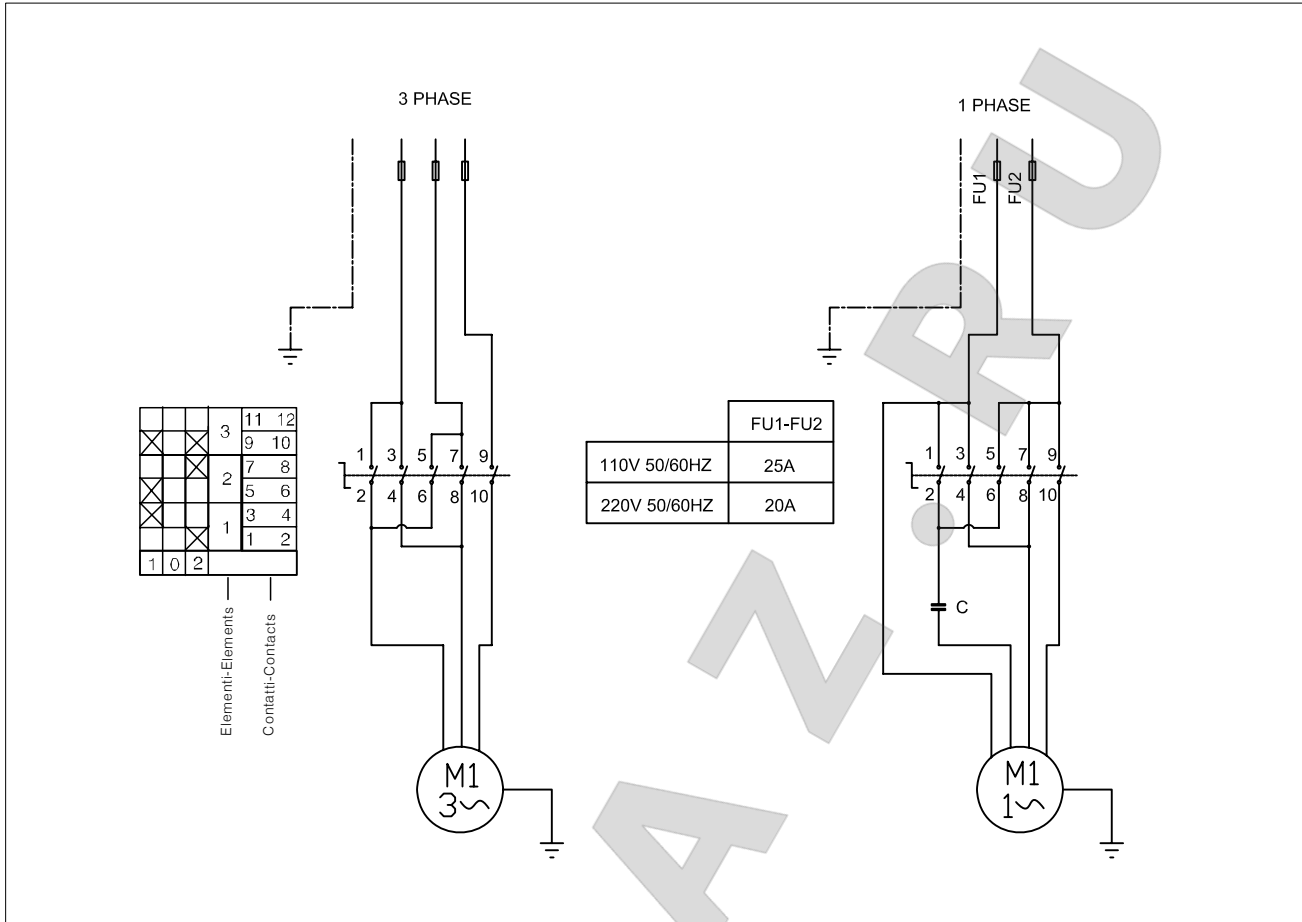 3 PHASE
1 PHASE
FU1
FU2
3 11 12
9 10
2 7 8
5 6
1 3 4
1 2
1 0 2
Elementi-Elements
Contatti-Contacts
1 3 5 7 9
2 4 6 8 10
FU1-FU2
110V 50/60HZ 25A
220V 50/60HZ 20A
1 3 5 7 9
2 4 6 8 10
C
M1
3~
M1
1~
AZ.RU